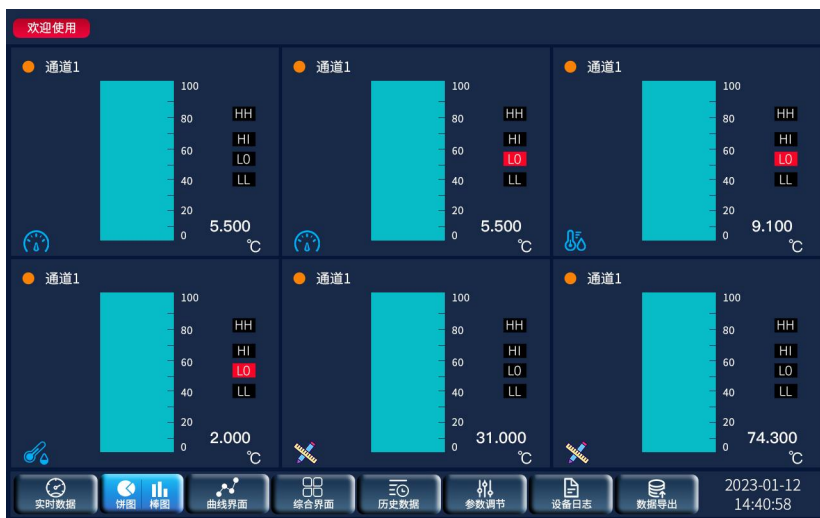 欢迎使用
通道1
100
80
60
40
20
0
HH
HI
LO
LL
5.500
℃
通道1
100
80
60
40
20
0
HH
HI
LO
LL
5.500
℃
通道1
100
80
60
40
20
0
HH
HI
LO
LL
9.100
℃
通道1
100
80
60
40
20
0
HH
HI
LO
LL
2.000
℃
通道1
100
80
60
40
20
0
HH
HI
LO
LL
31.000
℃
通道1
100
80
60
40
20
0
HH
HI
LO
LL
74.300
℃
实时数据
饼图 棒图
曲线界面
综合界面
历史数据
参数调节
设备日志
数据导出
2023-01-12
14:40:58